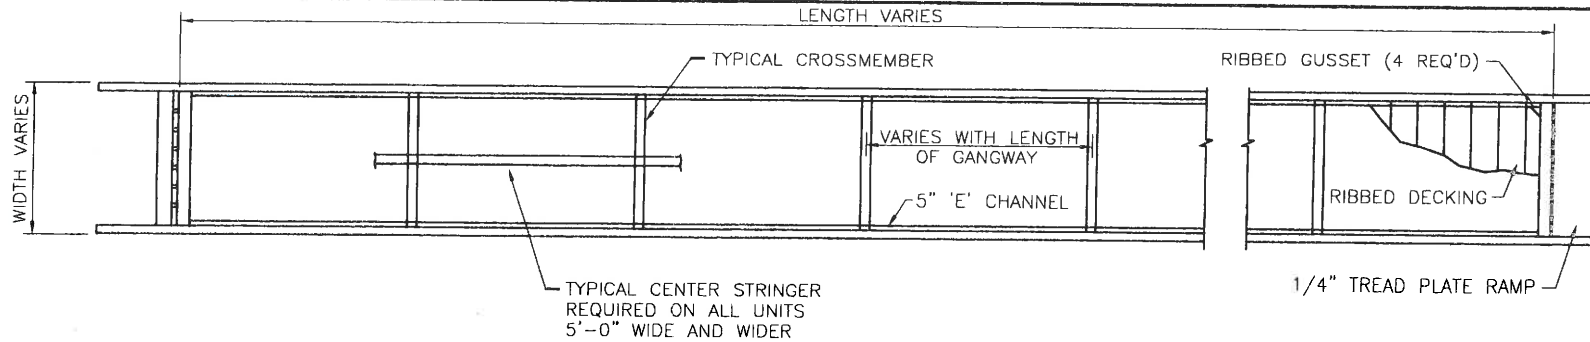 LENGTH VARIES
TYPICAL CROSSMEMBER
RIBBED GUSSET (4 REQ'D)
WIDTH VARIES
VARIES WITH LENGTH
OF GANGWAY
5" 'E' CHANNEL
RIBBED DECKING
TYPICAL CENTER STRINGER
REQUIRED ON ALL UNITS
5'-0" WIDE AND WIDER
1/4" TREAD PLATE RAMP